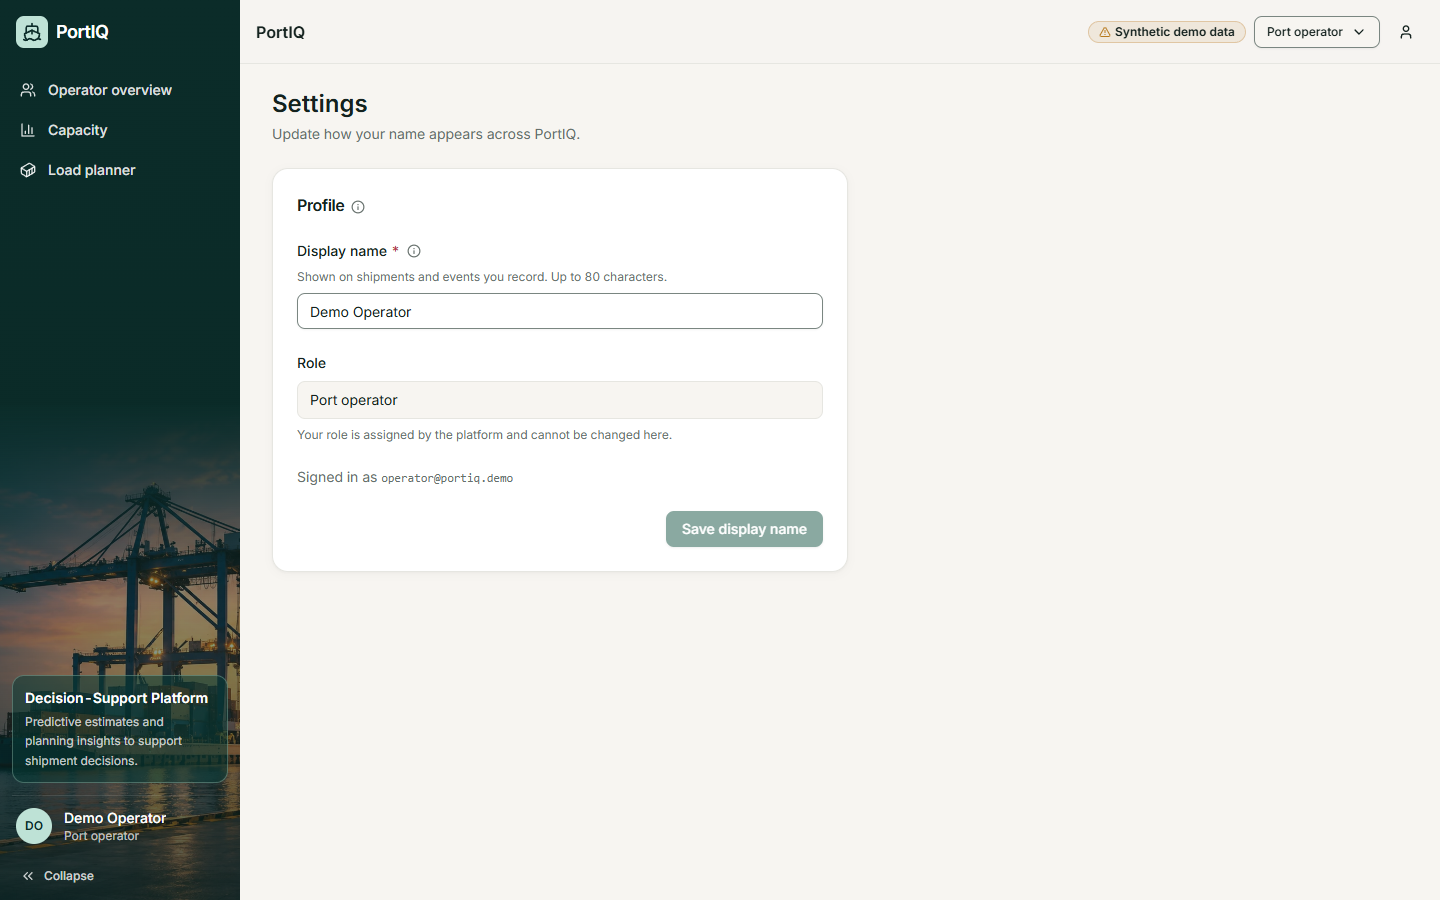 PortIQ
Operator overview
Capacity
Load planner
Decision-Support Platform
Predictive estimates and
planning insights to support
shipment decisions.
DO
Demo Operator
Port operator
Collapse
PortIQ
Synthetic demo data
Port operator
Settings
Update how your name appears across PortIQ.
Profile
Display name *
Shown on shipments and events you record. Up to 80 characters.
Demo Operator
Role
Port operator
Your role is assigned by the platform and cannot be changed here.
Signed in as operator@portiq.demo
Save display name